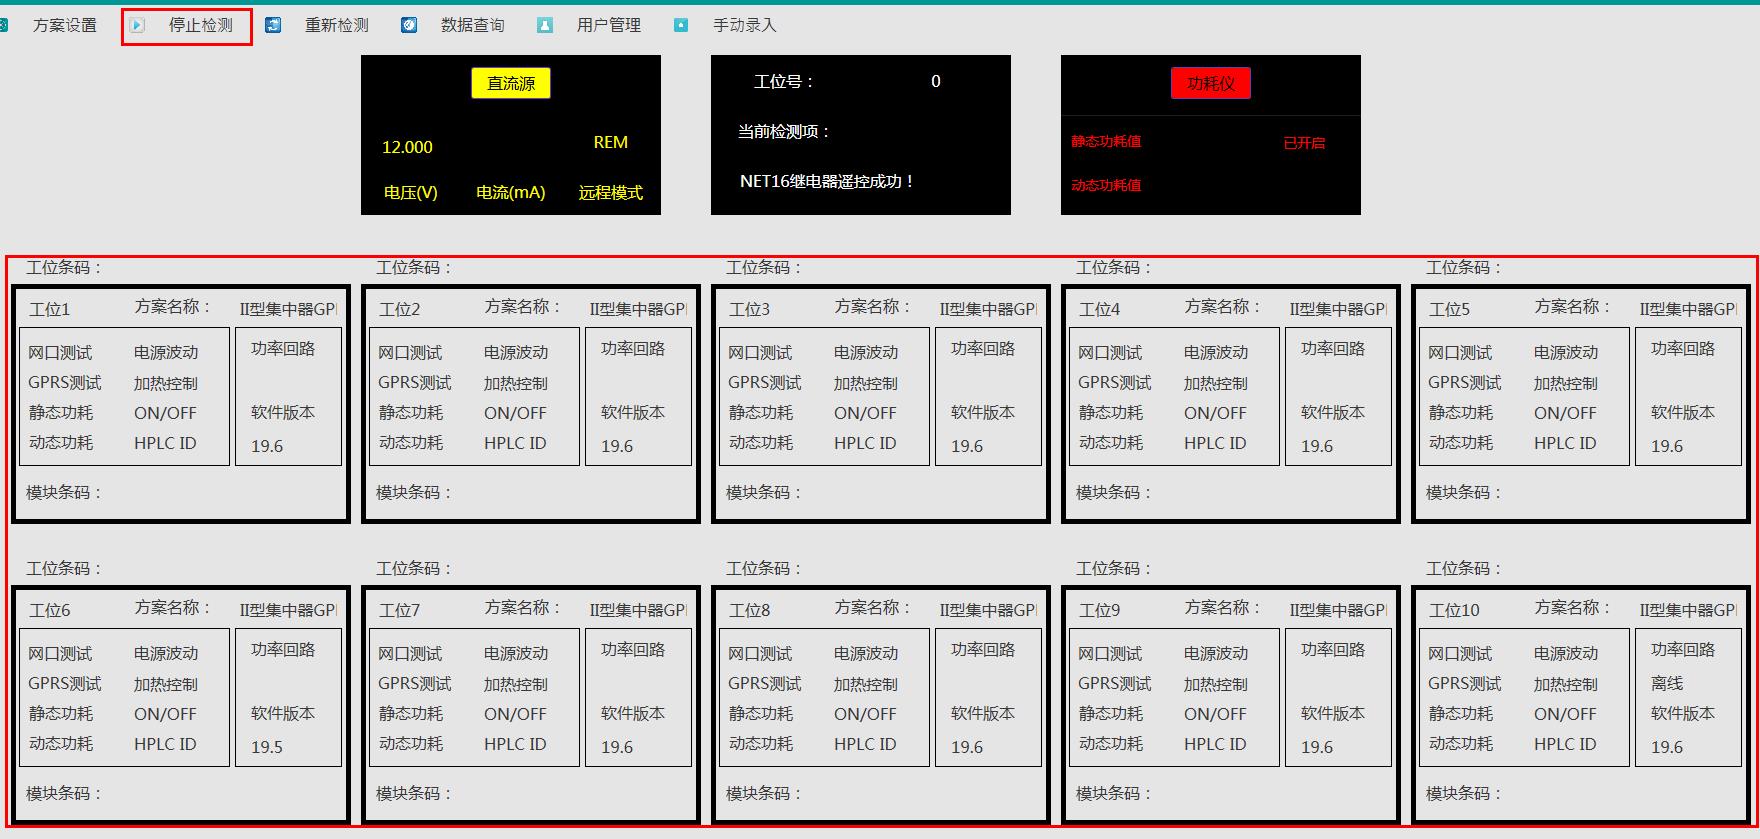 方案设置 停止检测 重新检测 数据查询 用户管理 手动录入
直流源
12.000 REM
电压(V) 电流(mA) 远程模式
工位号： 0
当前检测项：
NET16继电器遥控成功！
功耗仪
静态功耗值 已开启
动态功耗值
工位条码： 工位条码： 工位条码： 工位条码： 工位条码：
工位1 方案名称： II型集中器GP
网口测试 电源波动 功率回路
GPRS测试 加热控制
静态功耗 ON/OFF 软件版本
动态功耗 HPLC ID 19.6
模块条码：
工位2 方案名称： II型集中器GP
网口测试 电源波动 功率回路
GPRS测试 加热控制
静态功耗 ON/OFF 软件版本
动态功耗 HPLC ID 19.6
模块条码：
工位3 方案名称： II型集中器GP
网口测试 电源波动 功率回路
GPRS测试 加热控制
静态功耗 ON/OFF 软件版本
动态功耗 HPLC ID 19.6
模块条码：
工位4 方案名称： II型集中器GP
网口测试 电源波动 功率回路
GPRS测试 加热控制
静态功耗 ON/OFF 软件版本
动态功耗 HPLC ID 19.6
模块条码：
工位5 方案名称： II型集中器GP
网口测试 电源波动 功率回路
GPRS测试 加热控制
静态功耗 ON/OFF 软件版本
动态功耗 HPLC ID 19.6
模块条码：
工位条码： 工位条码： 工位条码： 工位条码： 工位条码：
工位6 方案名称： II型集中器GP
网口测试 电源波动 功率回路
GPRS测试 加热控制
静态功耗 ON/OFF 软件版本
动态功耗 HPLC ID 19.5
模块条码：
工位7 方案名称： II型集中器GP
网口测试 电源波动 功率回路
GPRS测试 加热控制
静态功耗 ON/OFF 软件版本
动态功耗 HPLC ID 19.6
模块条码：
工位8 方案名称： II型集中器GP
网口测试 电源波动 功率回路
GPRS测试 加热控制
静态功耗 ON/OFF 软件版本
动态功耗 HPLC ID 19.6
模块条码：
工位9 方案名称： II型集中器GP
网口测试 电源波动 功率回路
GPRS测试 加热控制
静态功耗 ON/OFF 软件版本
动态功耗 HPLC ID 19.6
模块条码：
工位10 方案名称： II型集中器GP
网口测试 电源波动 功率回路
GPRS测试 加热控制 离线
静态功耗 ON/OFF 软件版本
动态功耗 HPLC ID 19.6
模块条码：